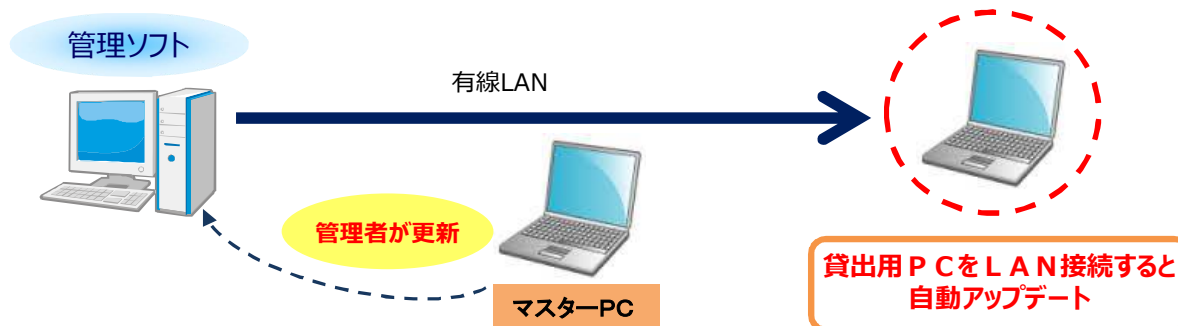 管理ソフト
有線LAN
管理者が更新
マスターPC
貸出用ＰＣをＬＡＮ接続すると
自動アップデート